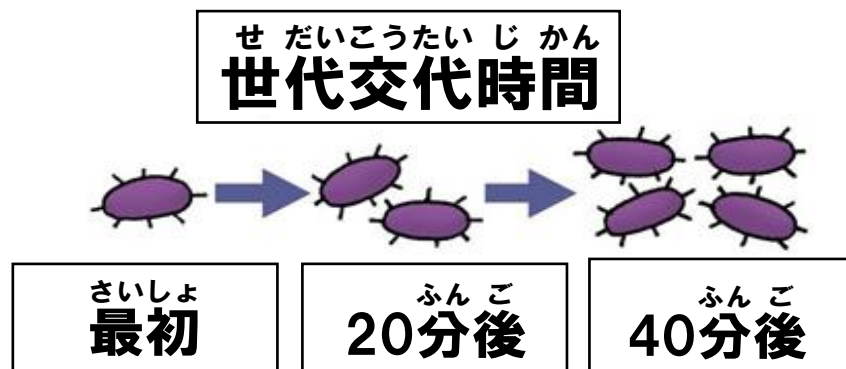 せだいこうたいじかん
世代交代時間
さいしょ
最初
ふんご
20分後
ふんご
40分後